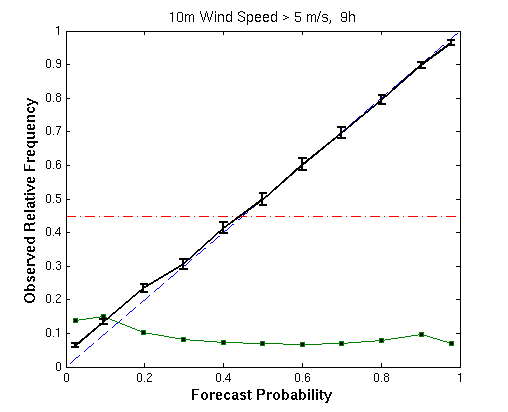 10m Wind Speed > 5 m/s, 9h
Observed Relative Frequency
1
0.9
0.8
0.7
0.6
0.5
0.4
0.3
0.2
0.1
0
0 0.2 0.4 0.6 0.8 1
Forecast Probability